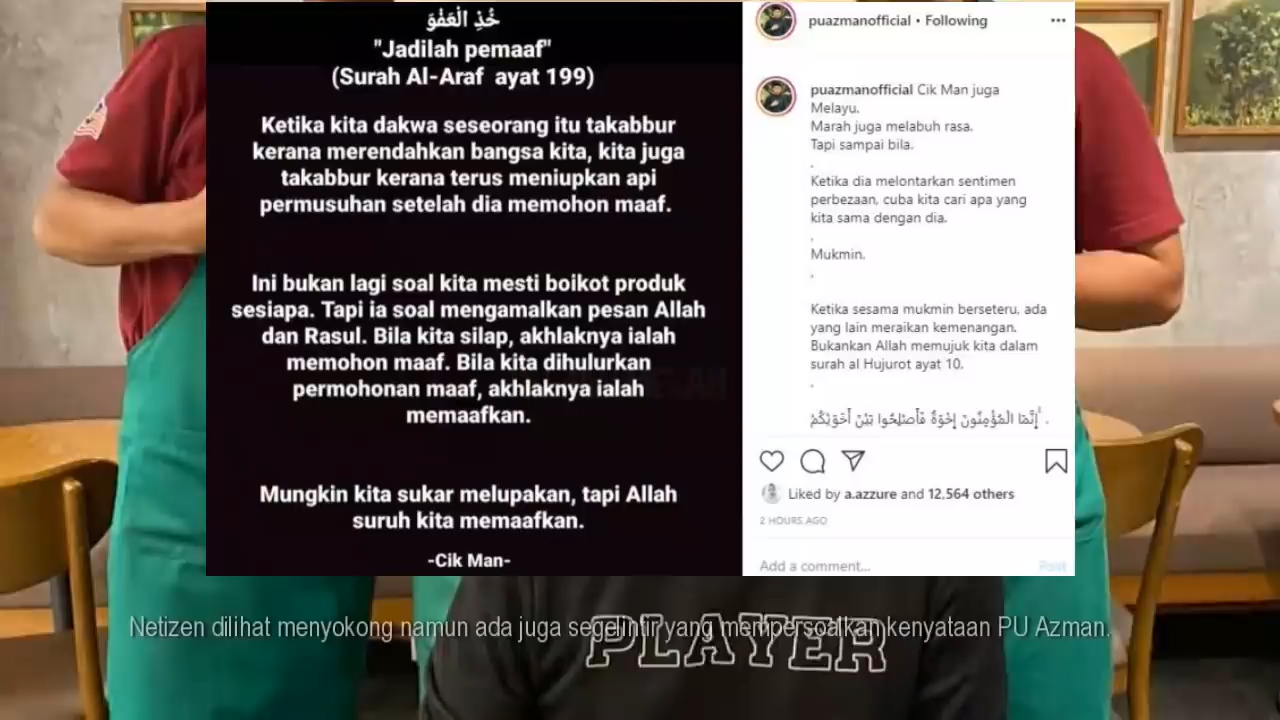 خُذِ الْعَفْوَ
"Jadilah pemaaf"
(Surah Al-Araf ayat 199)
Ketika kita dakwa seseorang itu takabbur
kerana merendahkan bangsa kita, kita juga
takabbur kerana terus meniupkan api
permusuhan setelah dia memohon maaf.
Ini bukan lagi soal kita mesti boikot produk
sesiapa. Tapi ia soal mengamalkan pesan Allah
dan Rasul. Bila kita silap, akhlaknya ialah
memohon maaf. Bila kita dihulurkan
permohonan maaf, akhlaknya ialah
memaafkan.
Mungkin kita sukar melupakan, tapi Allah
suruh kita memaafkan.
-Cik Man-
puazmanofficial • Following
puazmanofficial Cik Man juga
Melayu.
Marah juga melabuh rasa.
Tapi sampai bila.
.
Ketika dia melontarkan sentimen
perbezaan, cuba kita cari apa yang
kita sama dengan dia.
.
Mukmin.
.
Ketika sesama mukmin berseteru, ada
yang lain meraikan kemenangan.
Bukankan Allah memujuk kita dalam
surah al Hujurot ayat 10.
.
إِنَّمَا الْمُؤْمِنُونَ إِخْوَةٌ فَأَصْلِحُوا بَيْنَ أَخَوَيْكُمْ ۚ .
Liked by a.azzure and 12,564 others
2 HOURS AGO
Add a comment...
Post
PLAYER
Netizen dilihat menyokong namun ada juga segelintir yang mempersoalkan kenyataan PU Azman.